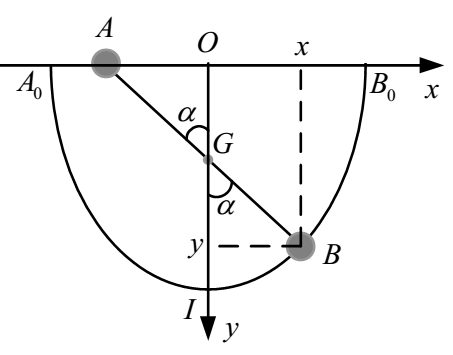 A O x
A₀ B₀ x
α G
α
y B
I y